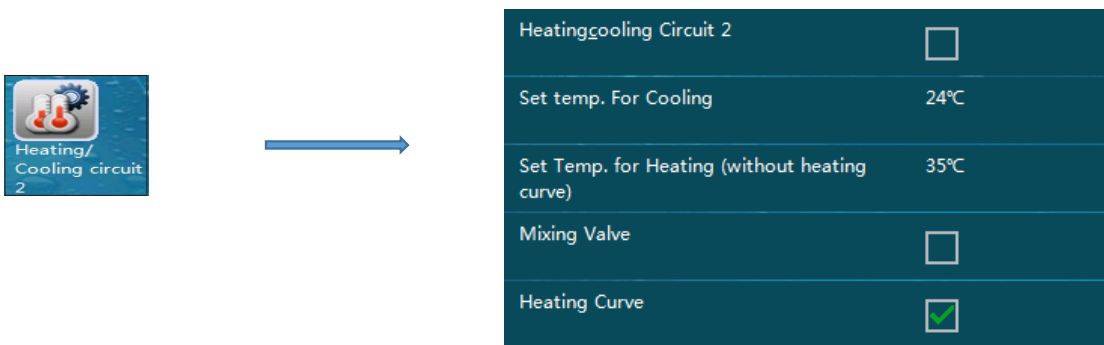 Heating/
Cooling circuit
2
Heatingcooling Circuit 2
Set temp. For Cooling 24℃
Set Temp. for Heating (without heating 35℃
curve)
Mixing Valve
Heating Curve